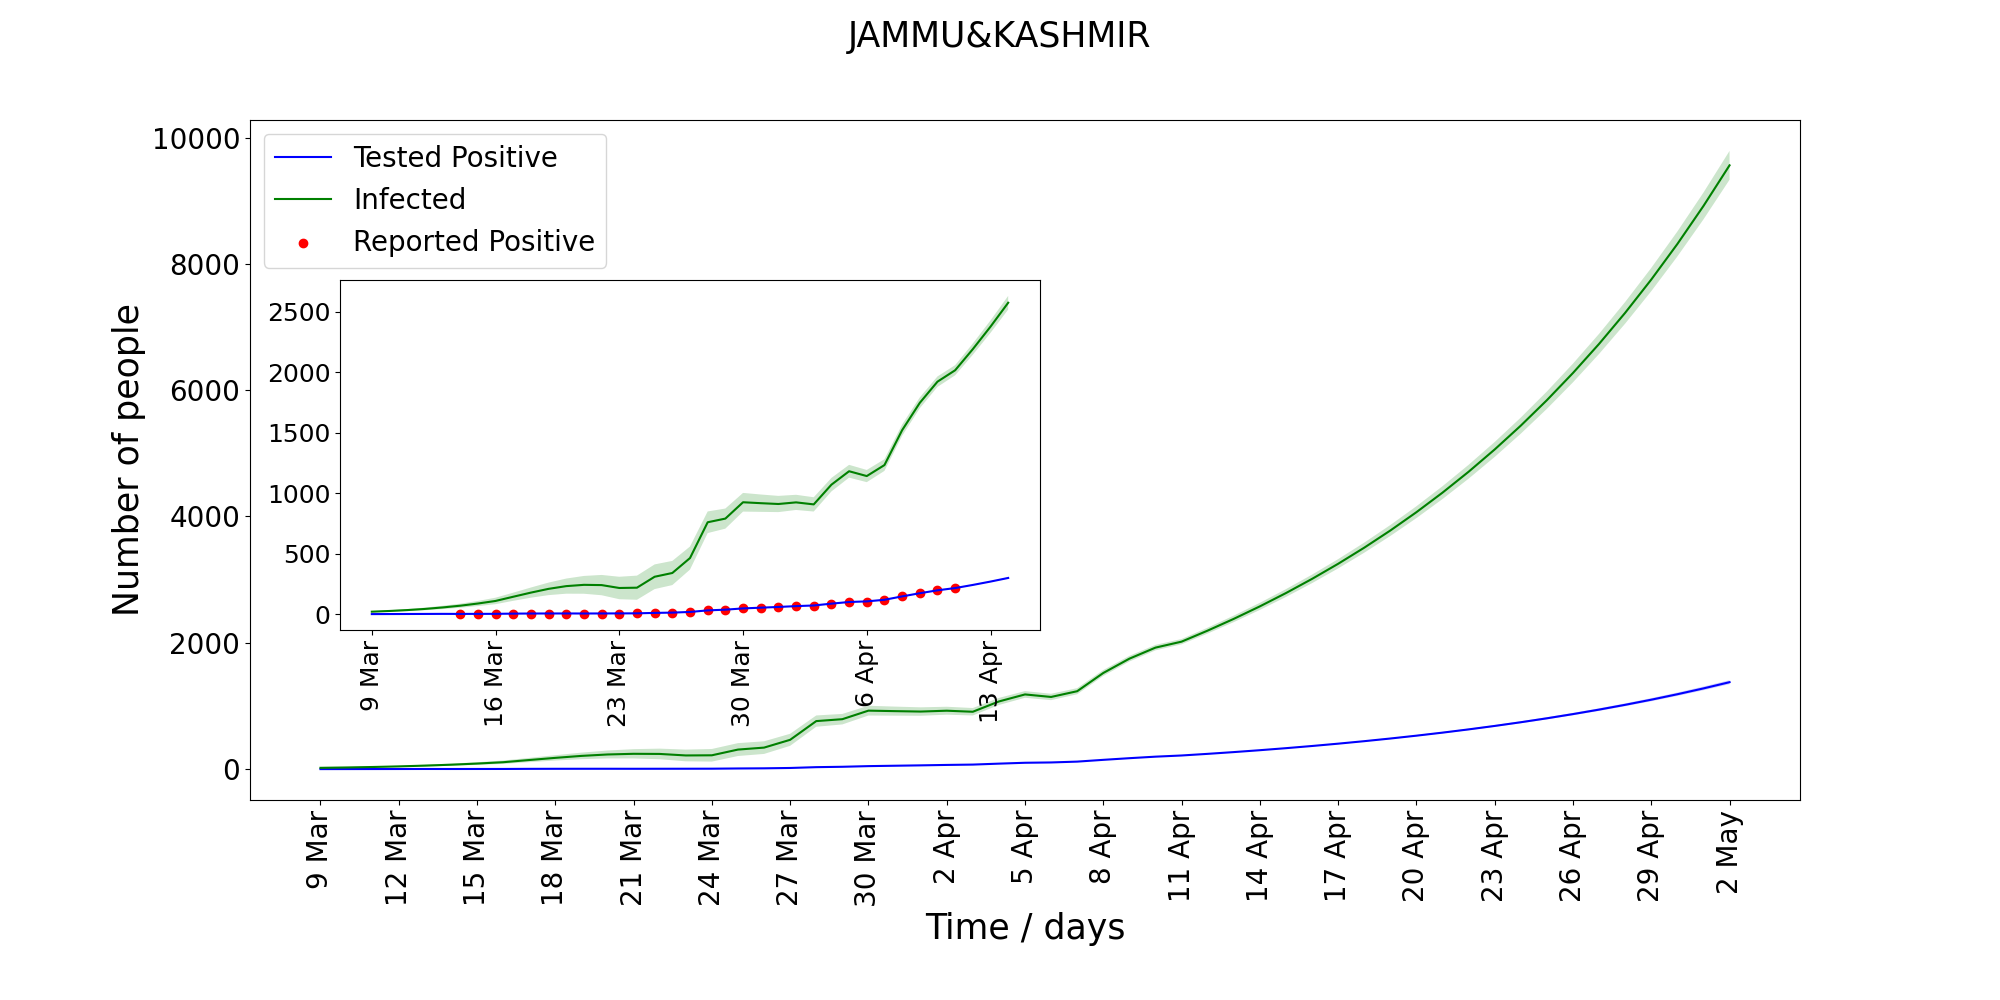 JAMMU&KASHMIR
Tested Positive
Infected
Reported Positive
Number of people
10000
8000
6000
4000
2000
0
2500
2000
1500
1000
500
0
9 Mar
16 Mar
23 Mar
30 Mar
6 Apr
13 Apr
9 Mar
12 Mar
15 Mar
18 Mar
21 Mar
24 Mar
27 Mar
30 Mar
2 Apr
5 Apr
8 Apr
11 Apr
14 Apr
17 Apr
20 Apr
23 Apr
26 Apr
29 Apr
2 May
Time / days